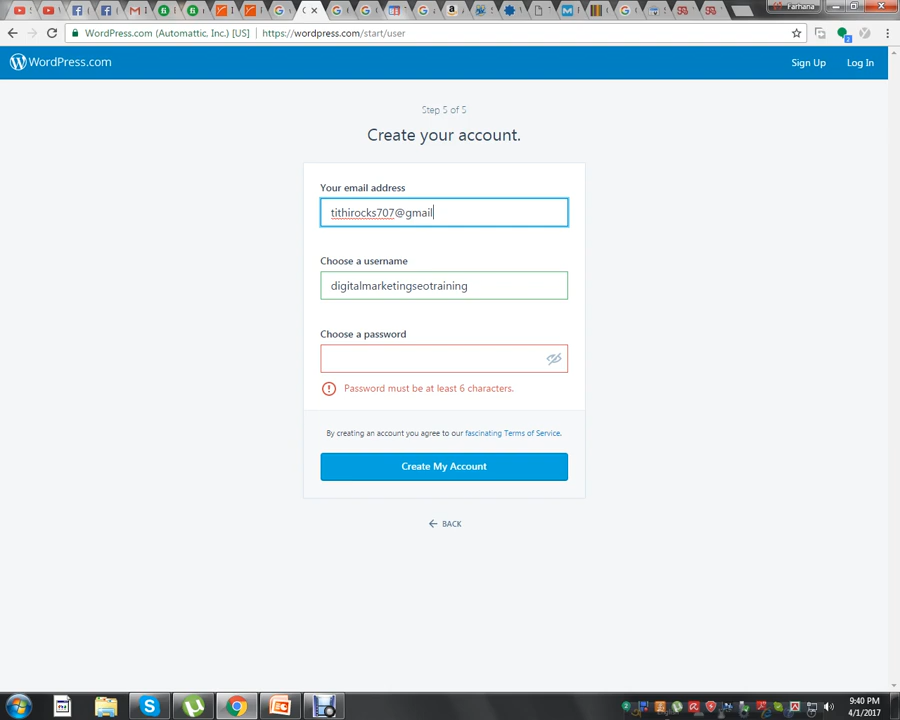 Farhana
WordPress.com (Automattic, Inc.) [US] https://wordpress.com/start/user
WordPress.com
Sign Up
Log In
Step 5 of 5
Create your account.
Your email address
tithirocks707@gmail
Choose a username
digitalmarketingseotraining
Choose a password
Password must be at least 6 characters.
By creating an account you agree to our fascinating Terms of Service.
Create My Account
BACK
9:40 PM
4/1/2017